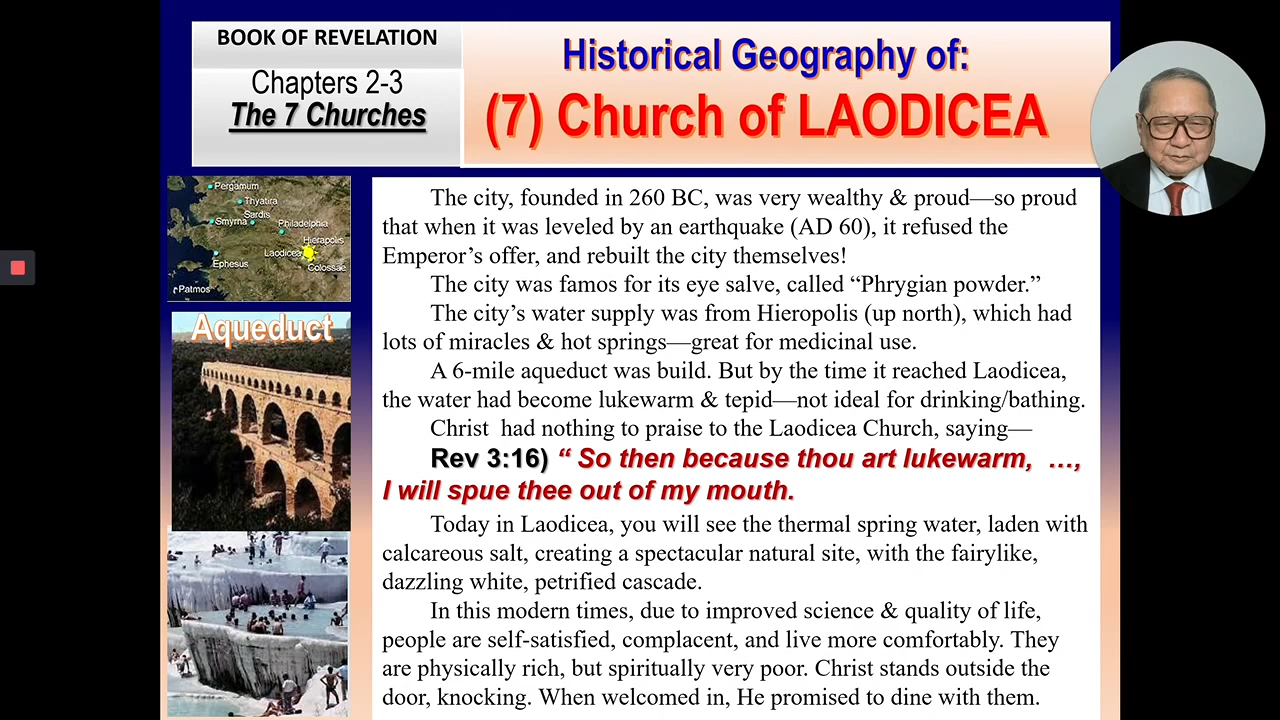 BOOK OF REVELATION
Chapters 2-3
The 7 Churches
Historical Geography of:
(7) Church of LAODICEA
Pergamum
Thyatira
Sardis
Smyrna
Philadelphia
Hierapolis
Laodicea
Ephesus
Colossae
Patmos
Aqueduct
The city, founded in 260 BC, was very wealthy & proud—so proud
that when it was leveled by an earthquake (AD 60), it refused the
Emperor’s offer, and rebuilt the city themselves!
The city was famos for its eye salve, called “Phrygian powder.”
The city’s water supply was from Hieropolis (up north), which had
lots of miracles & hot springs—great for medicinal use.
A 6-mile aqueduct was build. But by the time it reached Laodicea,
the water had become lukewarm & tepid—not ideal for drinking/bathing.
Christ had nothing to praise to the Laodicea Church, saying—
Rev 3:16) “ So then because thou art lukewarm, …,
I will spue thee out of my mouth.
Today in Laodicea, you will see the thermal spring water, laden with
calcareous salt, creating a spectacular natural site, with the fairylike,
dazzling white, petrified cascade.
In this modern times, due to improved science & quality of life,
people are self-satisfied, complacent, and live more comfortably. They
are physically rich, but spiritually very poor. Christ stands outside the
door, knocking. When welcomed in, He promised to dine with them.